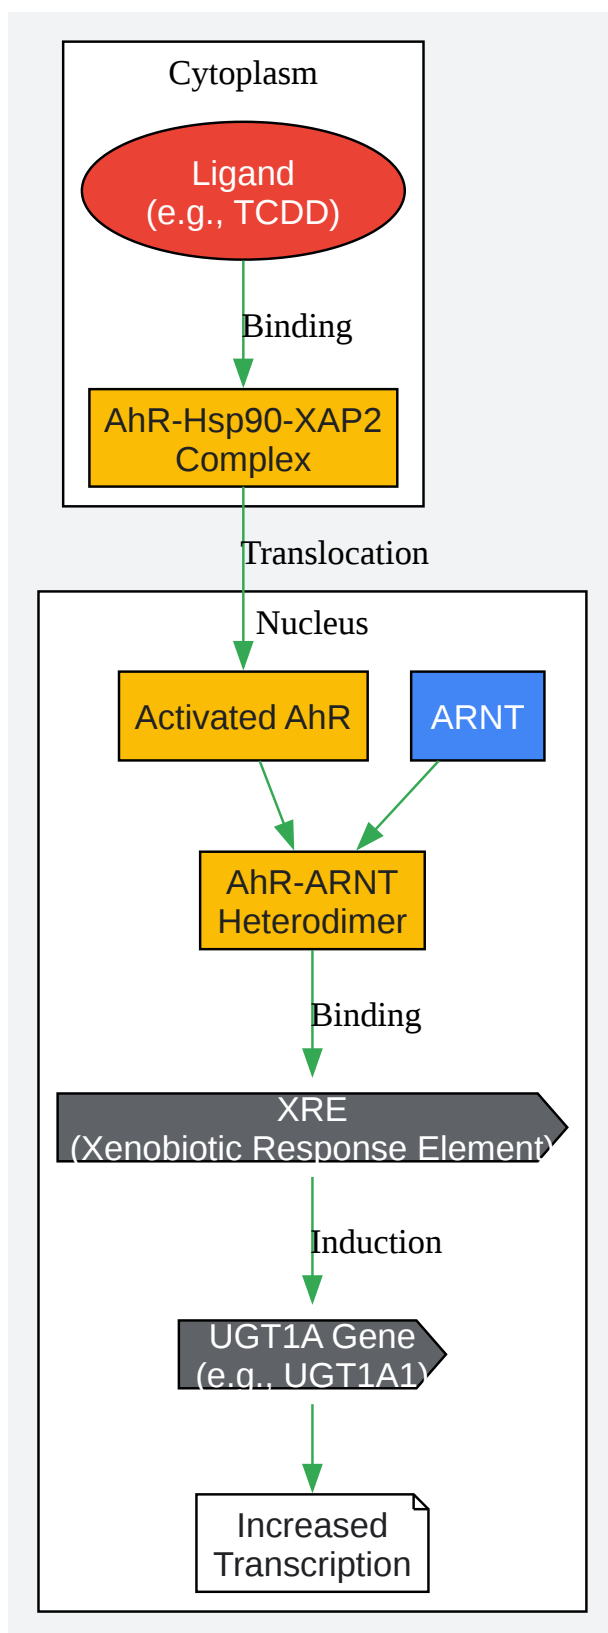 Cytoplasm
Ligand
(e.g., TCDD)
Binding
AhR-Hsp90-XAP2
Complex
Translocation
Nucleus
Activated AhR
ARNT
AhR-ARNT
Heterodimer
Binding
XRE
(Xenobiotic Response Element)
Induction
UGT1A Gene
(e.g., UGT1A1)
Increased
Transcription